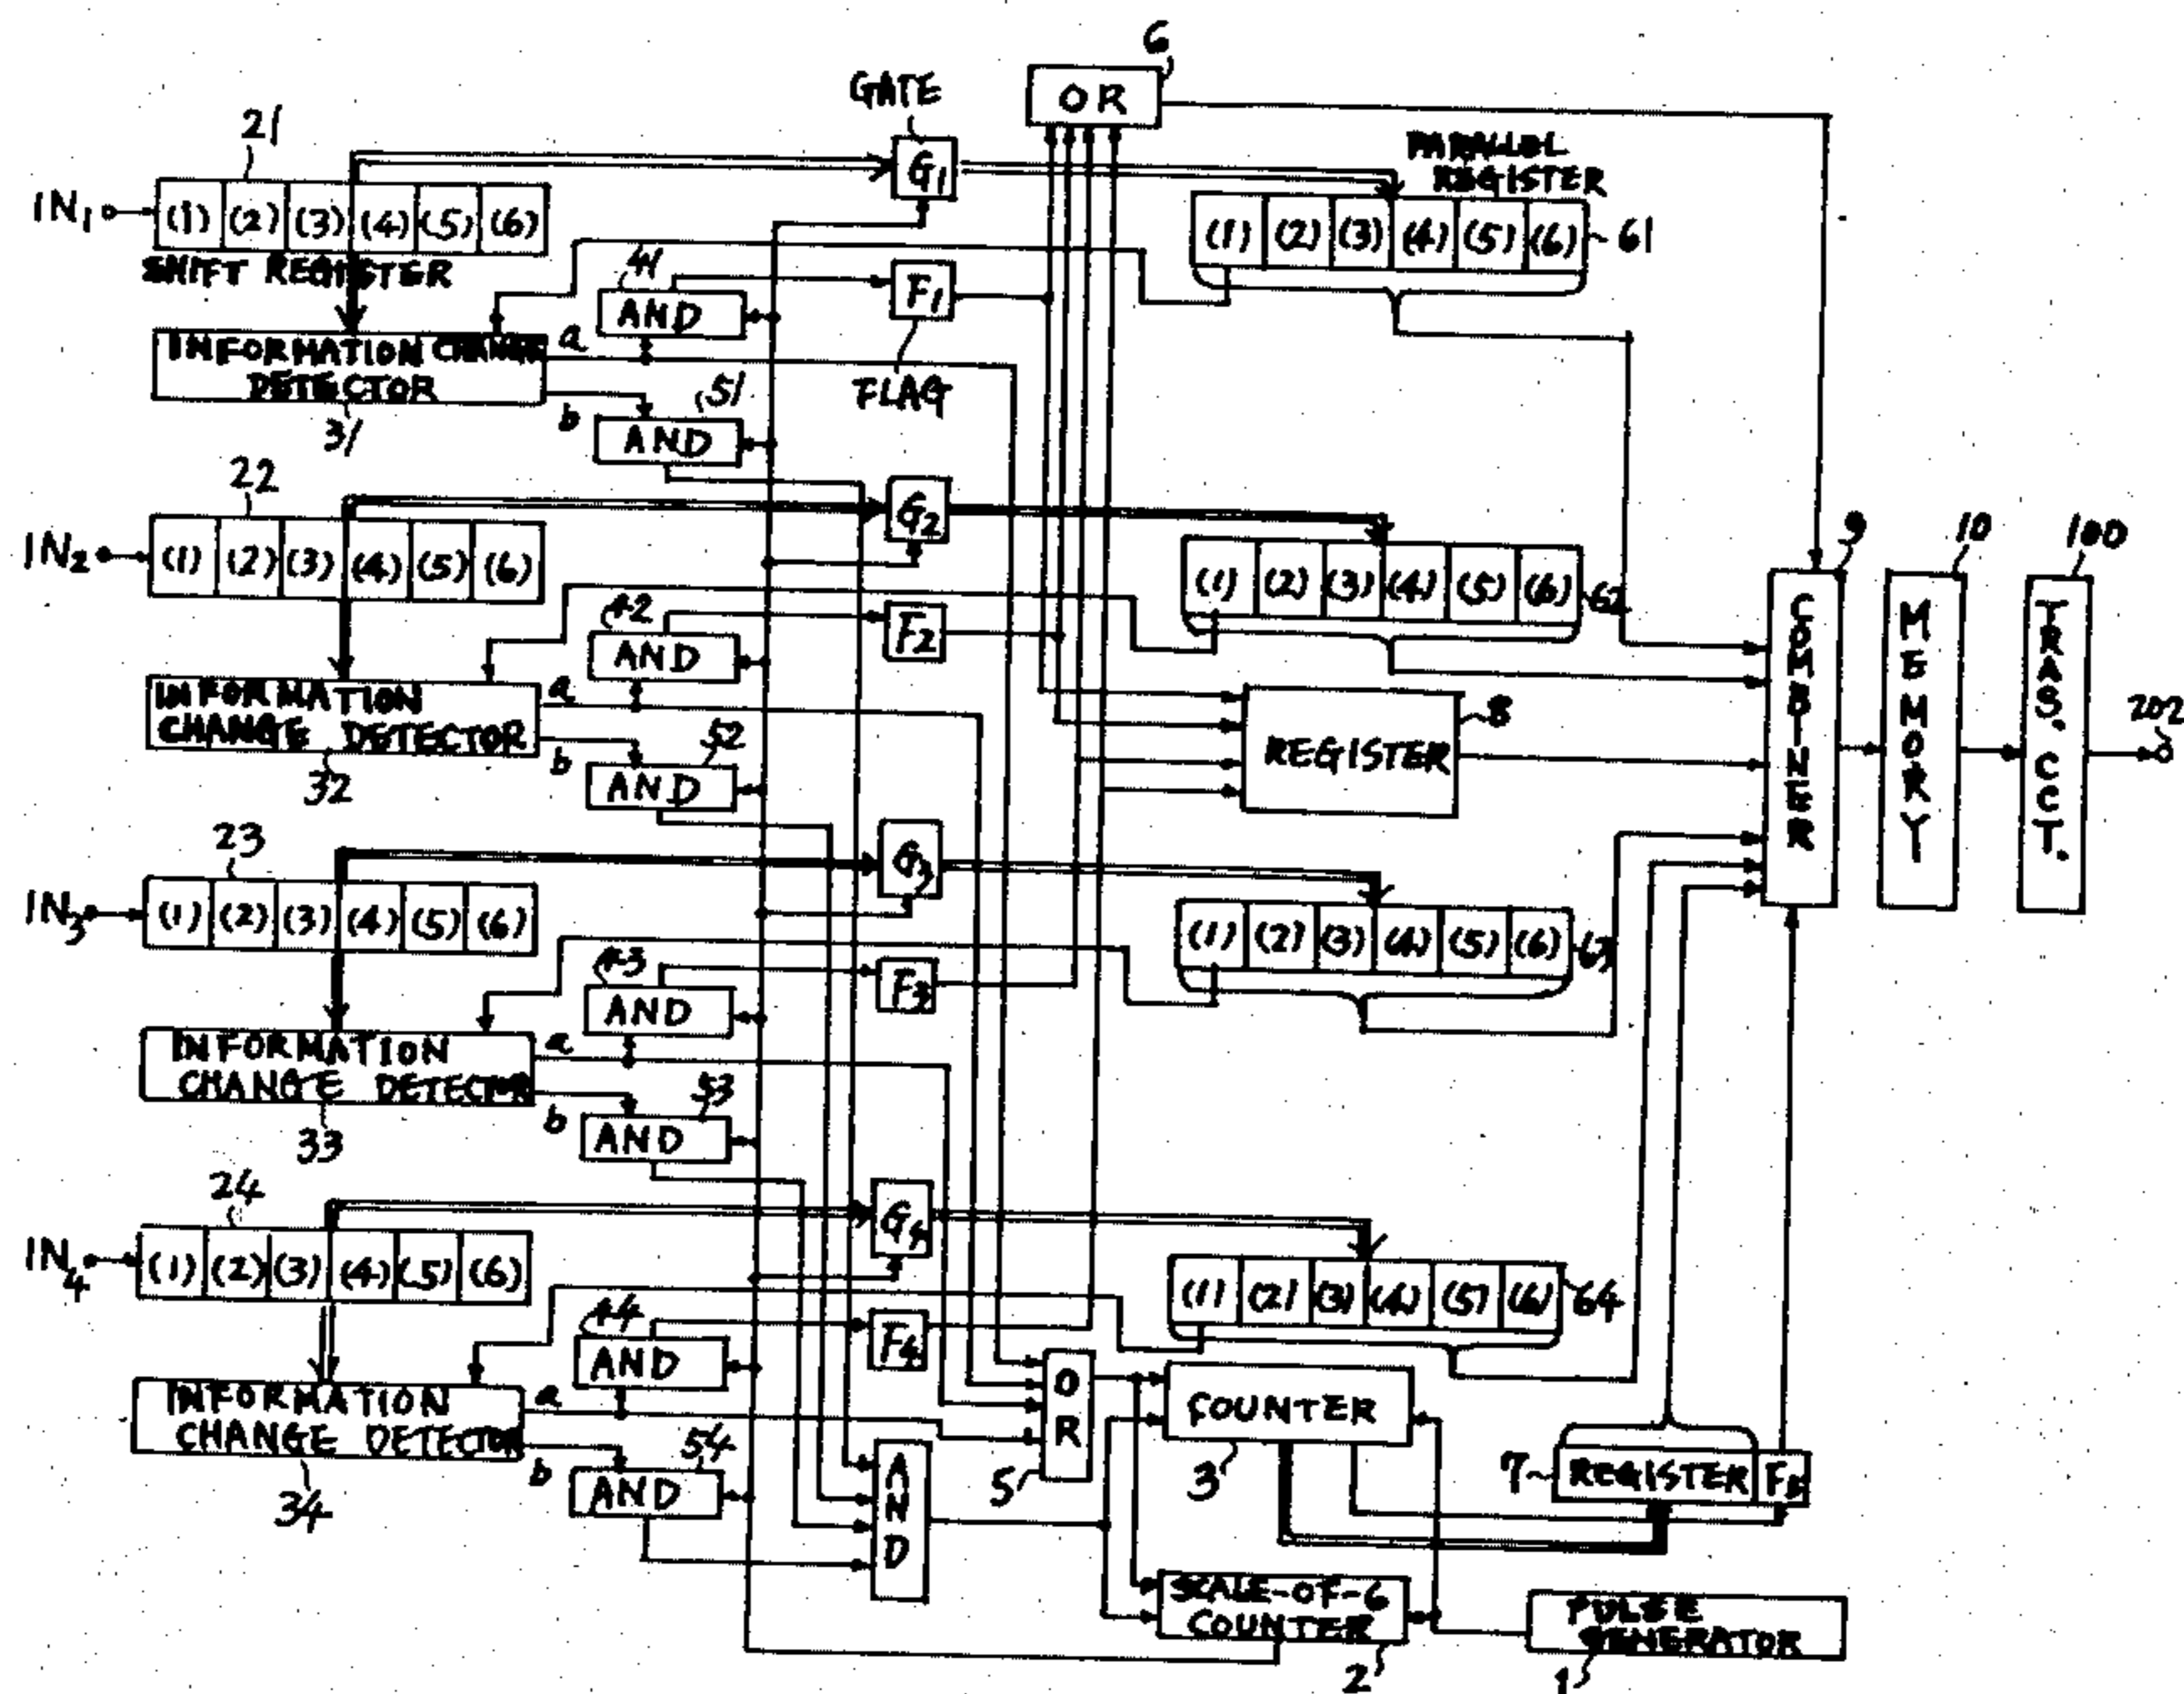 6
GATE
OR
21
G1
PARALLEL
REGISTER
IN1
(1) (2) (3) (4) (5) (6)
(1) (2) (3) (4) (5) (6)
61
SHIFT REGISTER
41
AND
F1
INFORMATION CHANGE
DETECTOR
a
FLAG
51
b
AND
31
22
G2
9
10
100
IN2
(1) (2) (3) (4) (5) (6)
(1) (2) (3) (4) (5) (6)
62
42
AND
F2
COMBINER
MEMORY
TRAS. CCT.
INFORMATION
CHANGE DETECTOR
a
b
8
202
52
REGISTER
AND
32
23
G3
IN3
(1) (2) (3) (4) (5) (6)
(1) (2) (3) (4) (5) (6)
63
43
AND
F3
INFORMATION
CHANGE DETECTOR
a
b
53
AND
33
24
G4
IN4
(1) (2) (3) (4) (5) (6)
(1) (2) (3) (4) (5) (6)
64
44
AND
F4
INFORMATION
CHANGE DETECTOR
a
b
OR
COUNTER
54
AND
34
AND
5
3
7
REGISTER
SCALE-OF-6
COUNTER
2
PULSE
GENERATOR
1